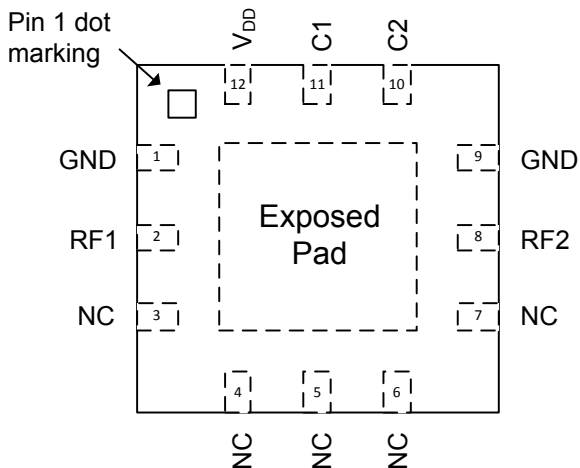 Pin 1 dot
marking
V_DD
C1
C2
12
11
10
GND
1
9
GND
RF1
2
Exposed
Pad
8
RF2
NC
3
7
NC
4
5
6
NC
NC
NC